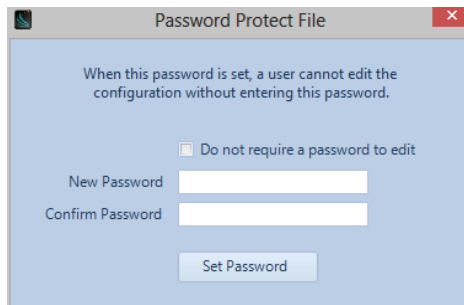 Password Protect File
When this password is set, a user cannot edit the
configuration without entering this password.
Do not require a password to edit
New Password
Confirm Password
Set Password